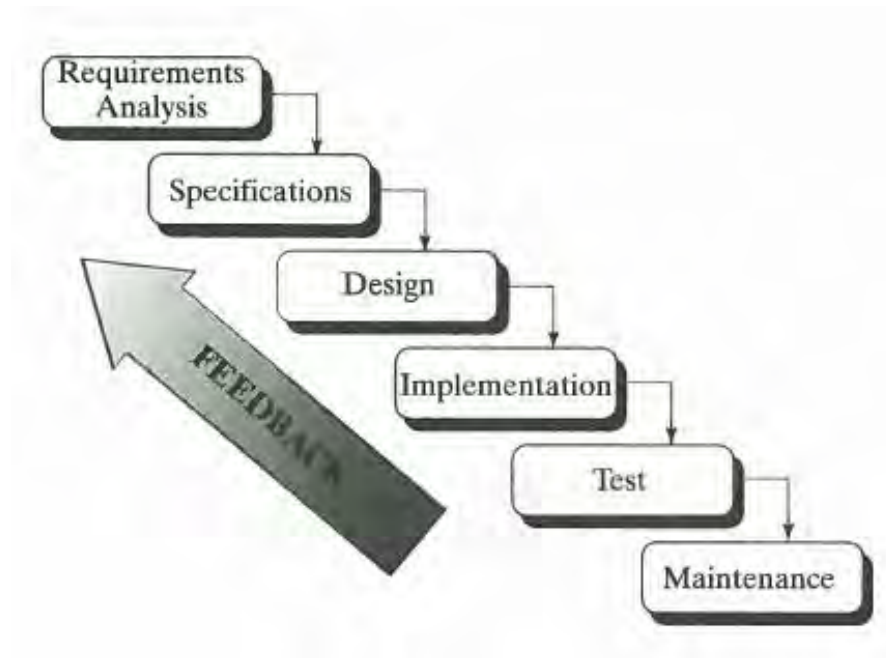 Requirements
Analysis
Specifications
Design
Implementation
Test
Maintenance
FEEDBACK